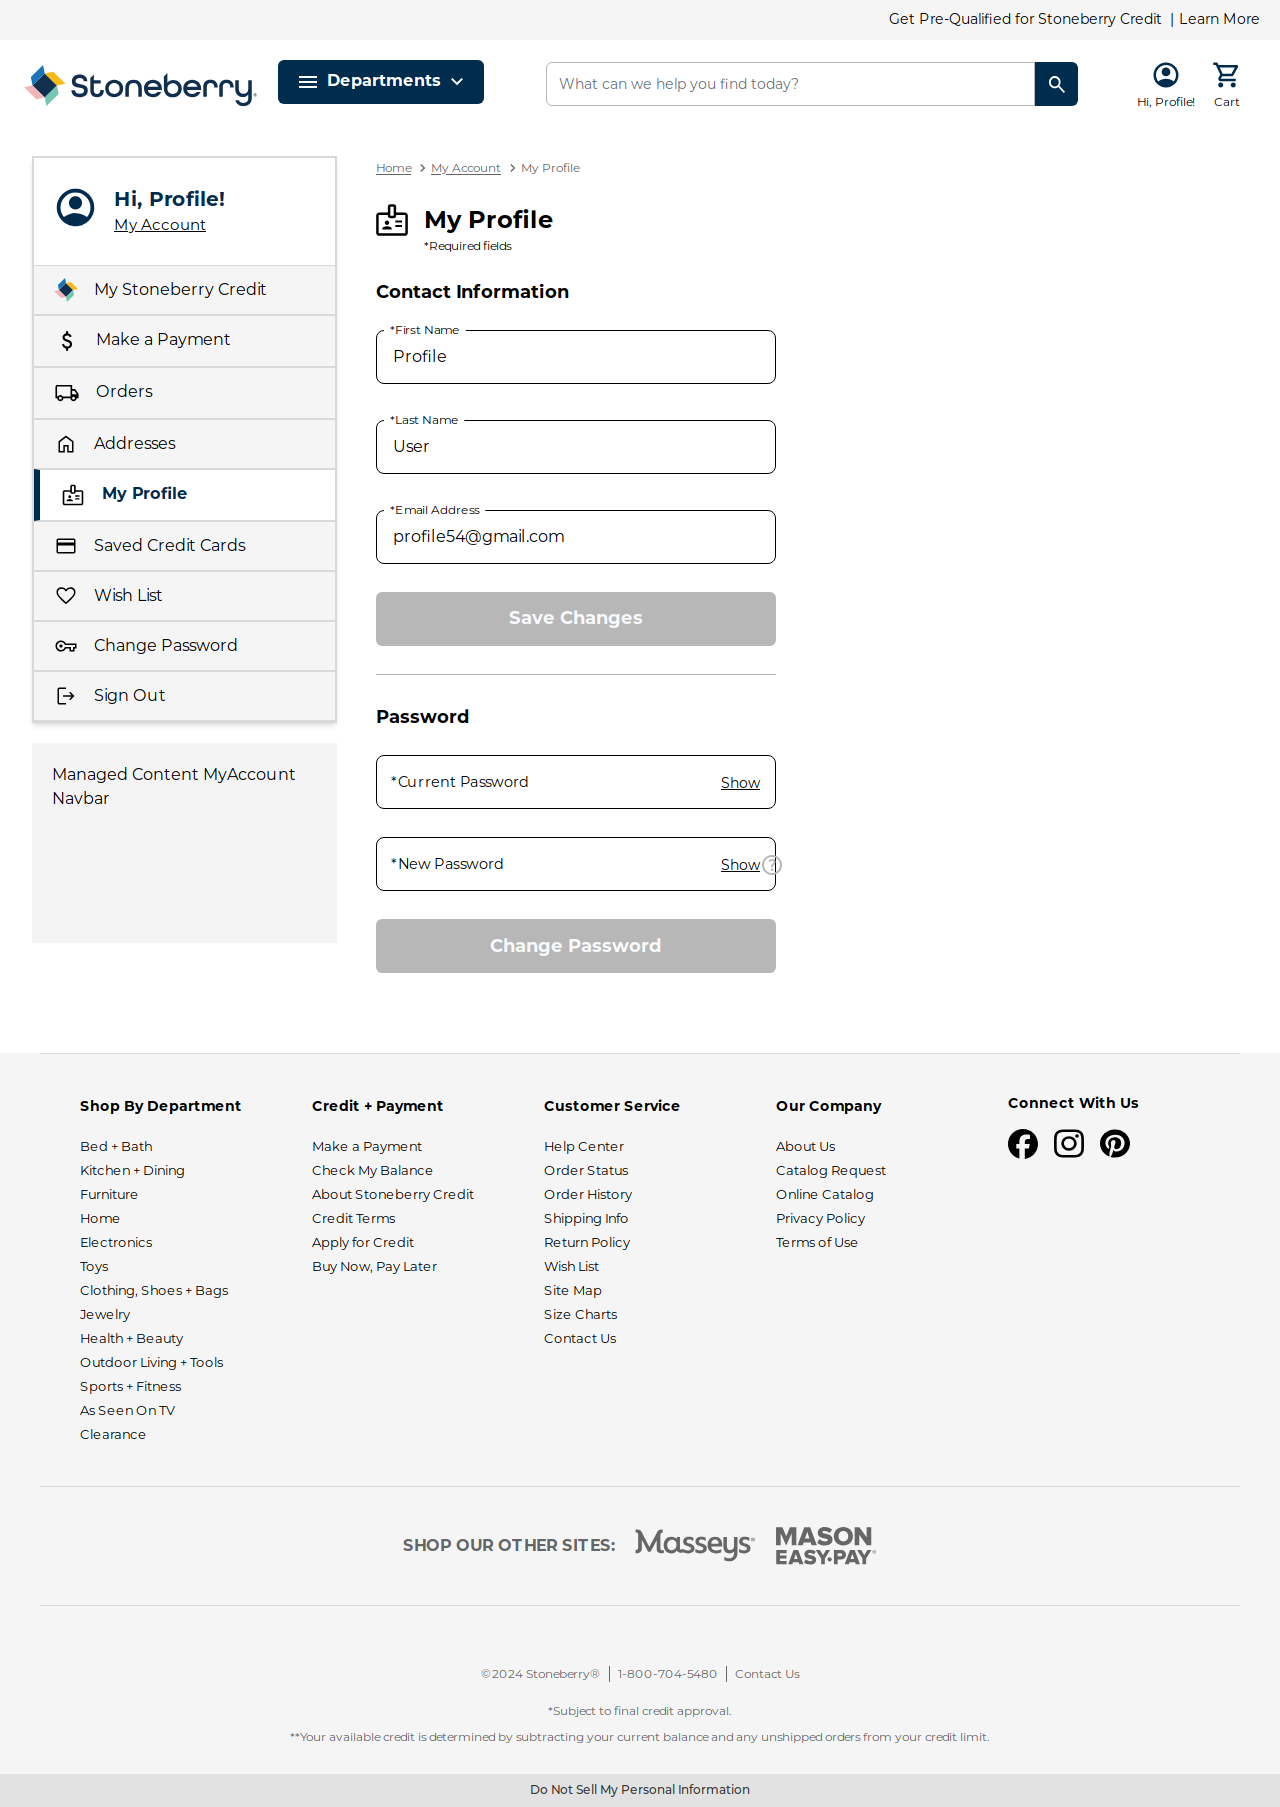 Get Pre-Qualified for Stoneberry Credit | Learn More
Stoneberry®
Departments
What can we help you find today?
Hi, Profile!
Cart
Hi, Profile!
My Account
My Stoneberry Credit
Make a Payment
Orders
Addresses
My Profile
Saved Credit Cards
Wish List
Change Password
Sign Out
Managed Content MyAccount
Navbar
Home > My Account > My Profile
My Profile
*Required fields
Contact Information
*First Name
Profile
*Last Name
User
*Email Address
profile54@gmail.com
Save Changes
Password
*Current Password
Show
*New Password
Show
?
Change Password
Shop By Department
Bed + Bath
Kitchen + Dining
Furniture
Home
Electronics
Toys
Clothing, Shoes + Bags
Jewelry
Health + Beauty
Outdoor Living + Tools
Sports + Fitness
As Seen On TV
Clearance
Credit + Payment
Make a Payment
Check My Balance
About Stoneberry Credit
Credit Terms
Apply for Credit
Buy Now, Pay Later
Customer Service
Help Center
Order Status
Order History
Shipping Info
Return Policy
Wish List
Site Map
Size Charts
Contact Us
Our Company
About Us
Catalog Request
Online Catalog
Privacy Policy
Terms of Use
Connect With Us
SHOP OUR OTHER SITES:
Masseys®
MASON
EASY•PAY®
©2024 Stoneberry® | 1-800-704-5480 | Contact Us
*Subject to final credit approval.
**Your available credit is determined by subtracting your current balance and any unshipped orders from your credit limit.
Do Not Sell My Personal Information